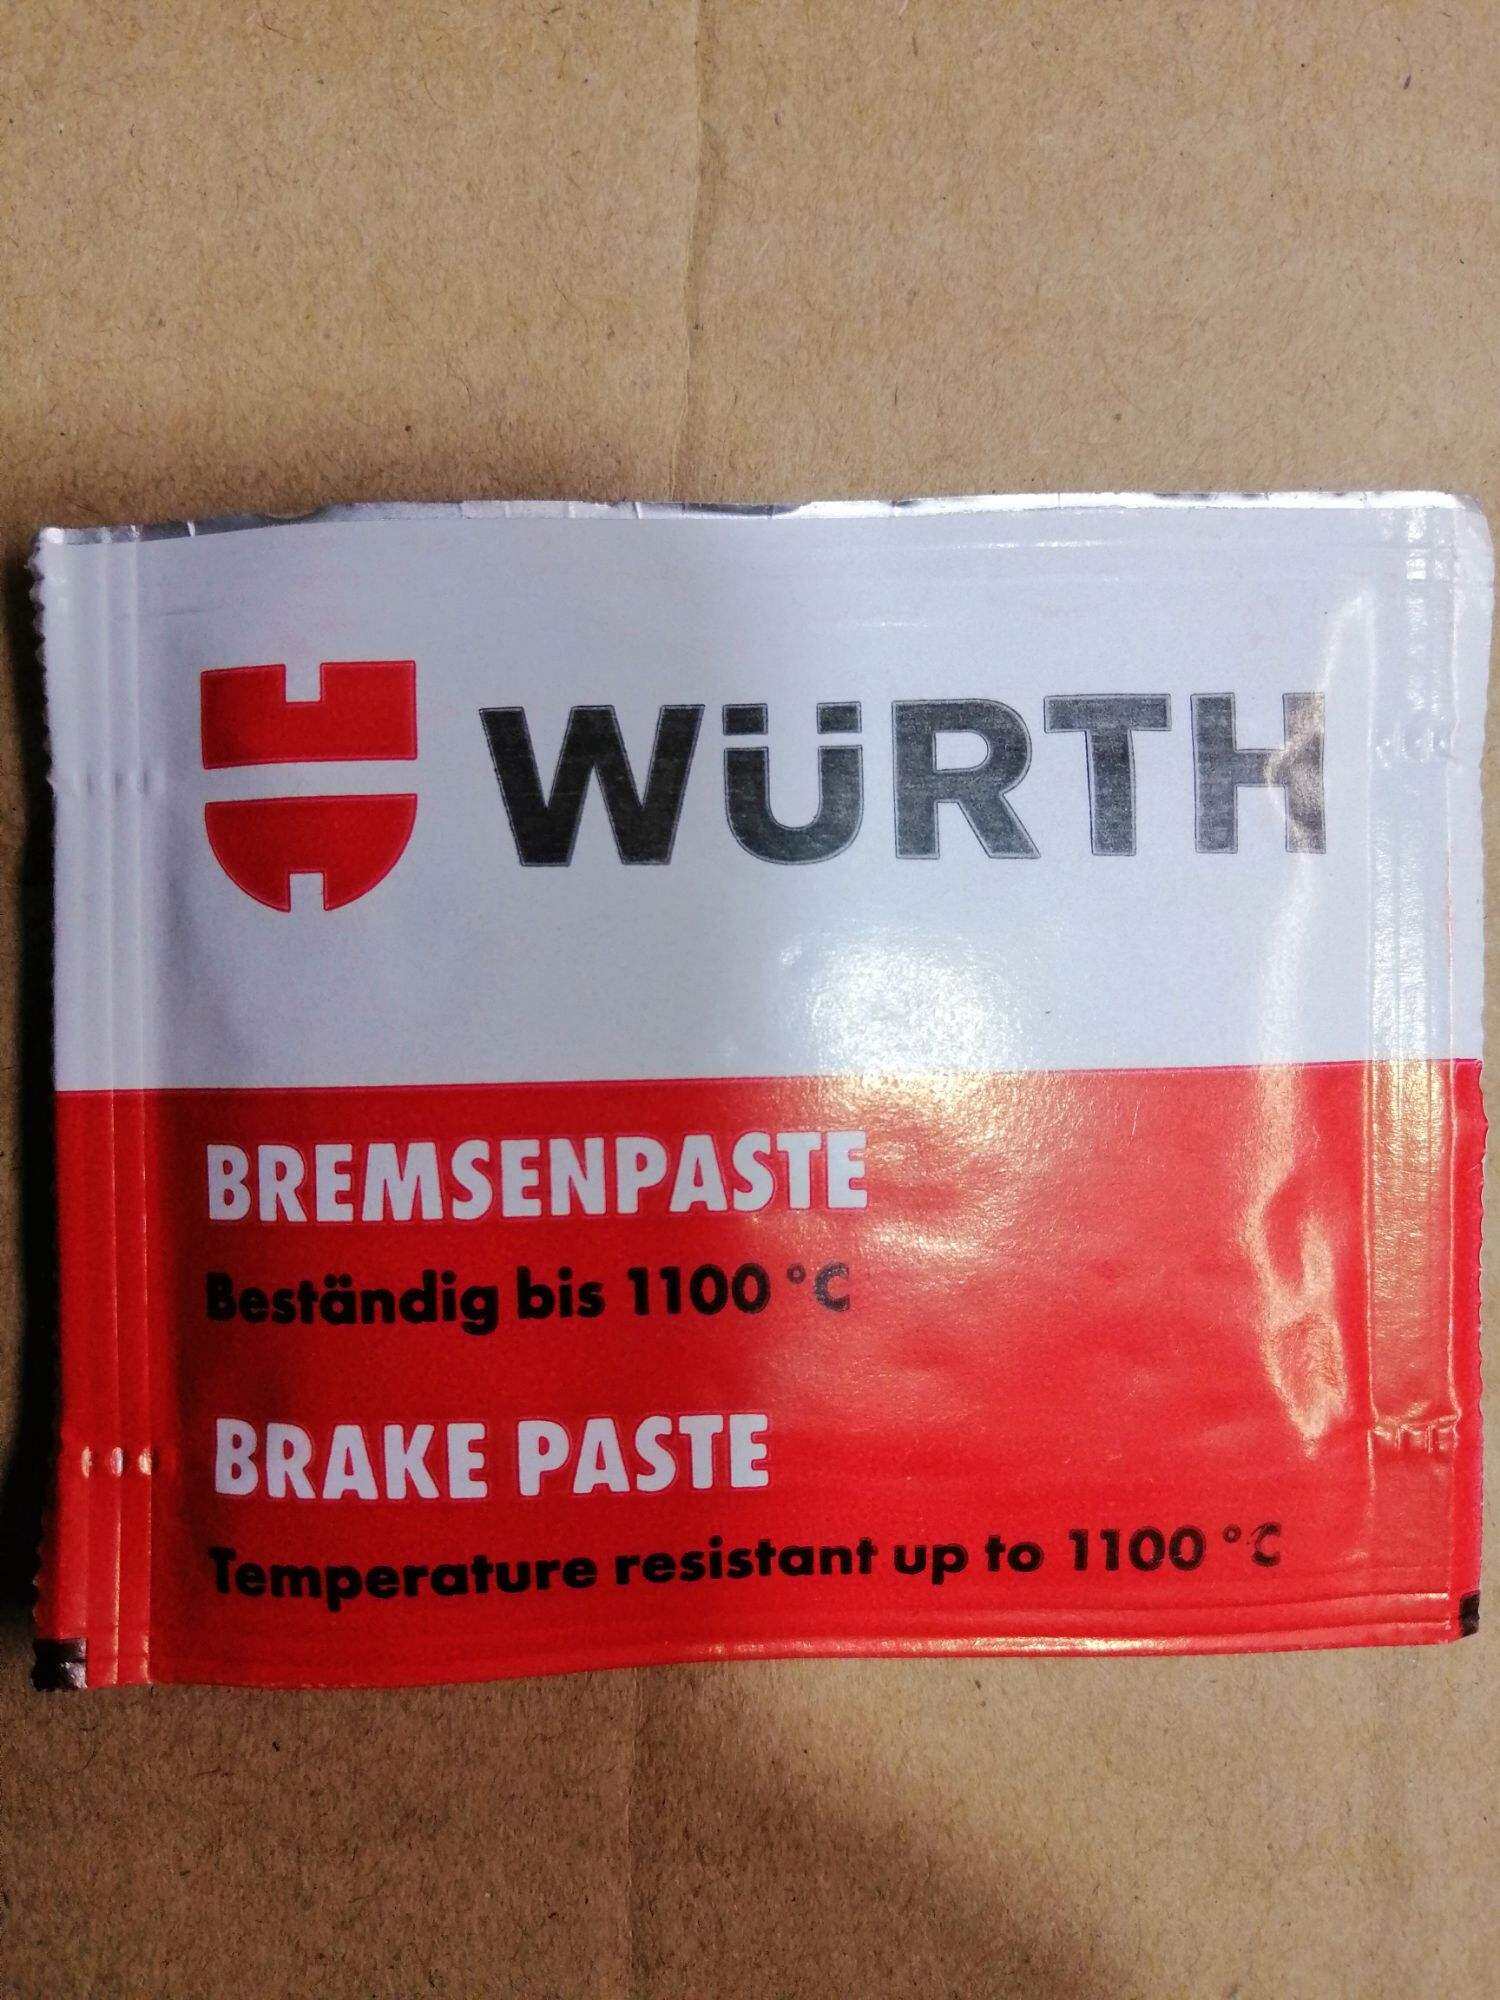 WÜRTH
BREMSENPASTE
Beständig bis 1100 °C
BRAKE PASTE
Temperature resistant up to 1100 °C